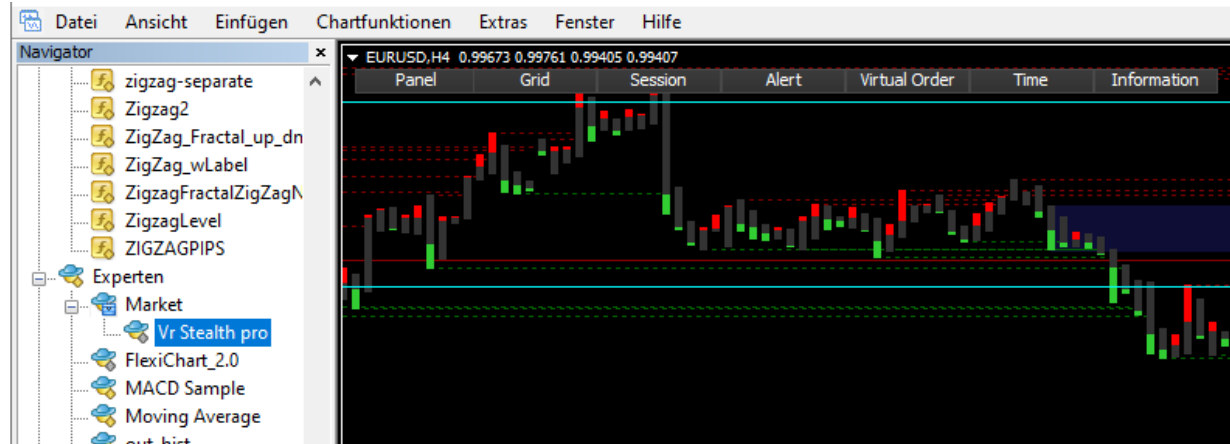 Datei Ansicht Einfügen Chartfunktionen Extras Fenster Hilfe
Navigator
zigzag-separate
Zigzag2
ZigZag_Fractal_up_dn
ZigZag_wLabel
ZigzagFractalZigZagN
ZigzagLevel
ZIGZAGPIPS
Experten
Market
Vr Stealth pro
FlexiChart_2.0
MACD Sample
Moving Average
EURUSD,H4 0.99673 0.99761 0.99405 0.99407
Panel Grid Session Alert Virtual Order Time Information